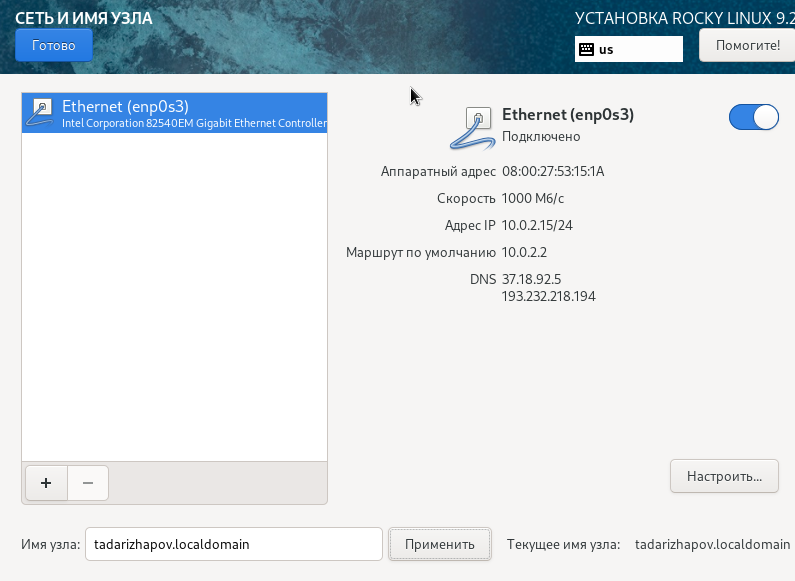 СЕТЬ И ИМЯ УЗЛА
УСТАНОВКА ROCKY LINUX 9.2
Готово
us
Помогите!
Ethernet (enp0s3)
Intel Corporation 82540EM Gigabit Ethernet Controller
Ethernet (enp0s3)
Подключено
Аппаратный адрес 08:00:27:53:15:1A
Скорость 1000 Мб/с
Адрес IP 10.0.2.15/24
Маршрут по умолчанию 10.0.2.2
DNS 37.18.92.5
193.232.218.194
+ −
Настроить...
Имя узла: tadarizhapov.localdomain Применить Текущее имя узла: tadarizhapov.localdomain